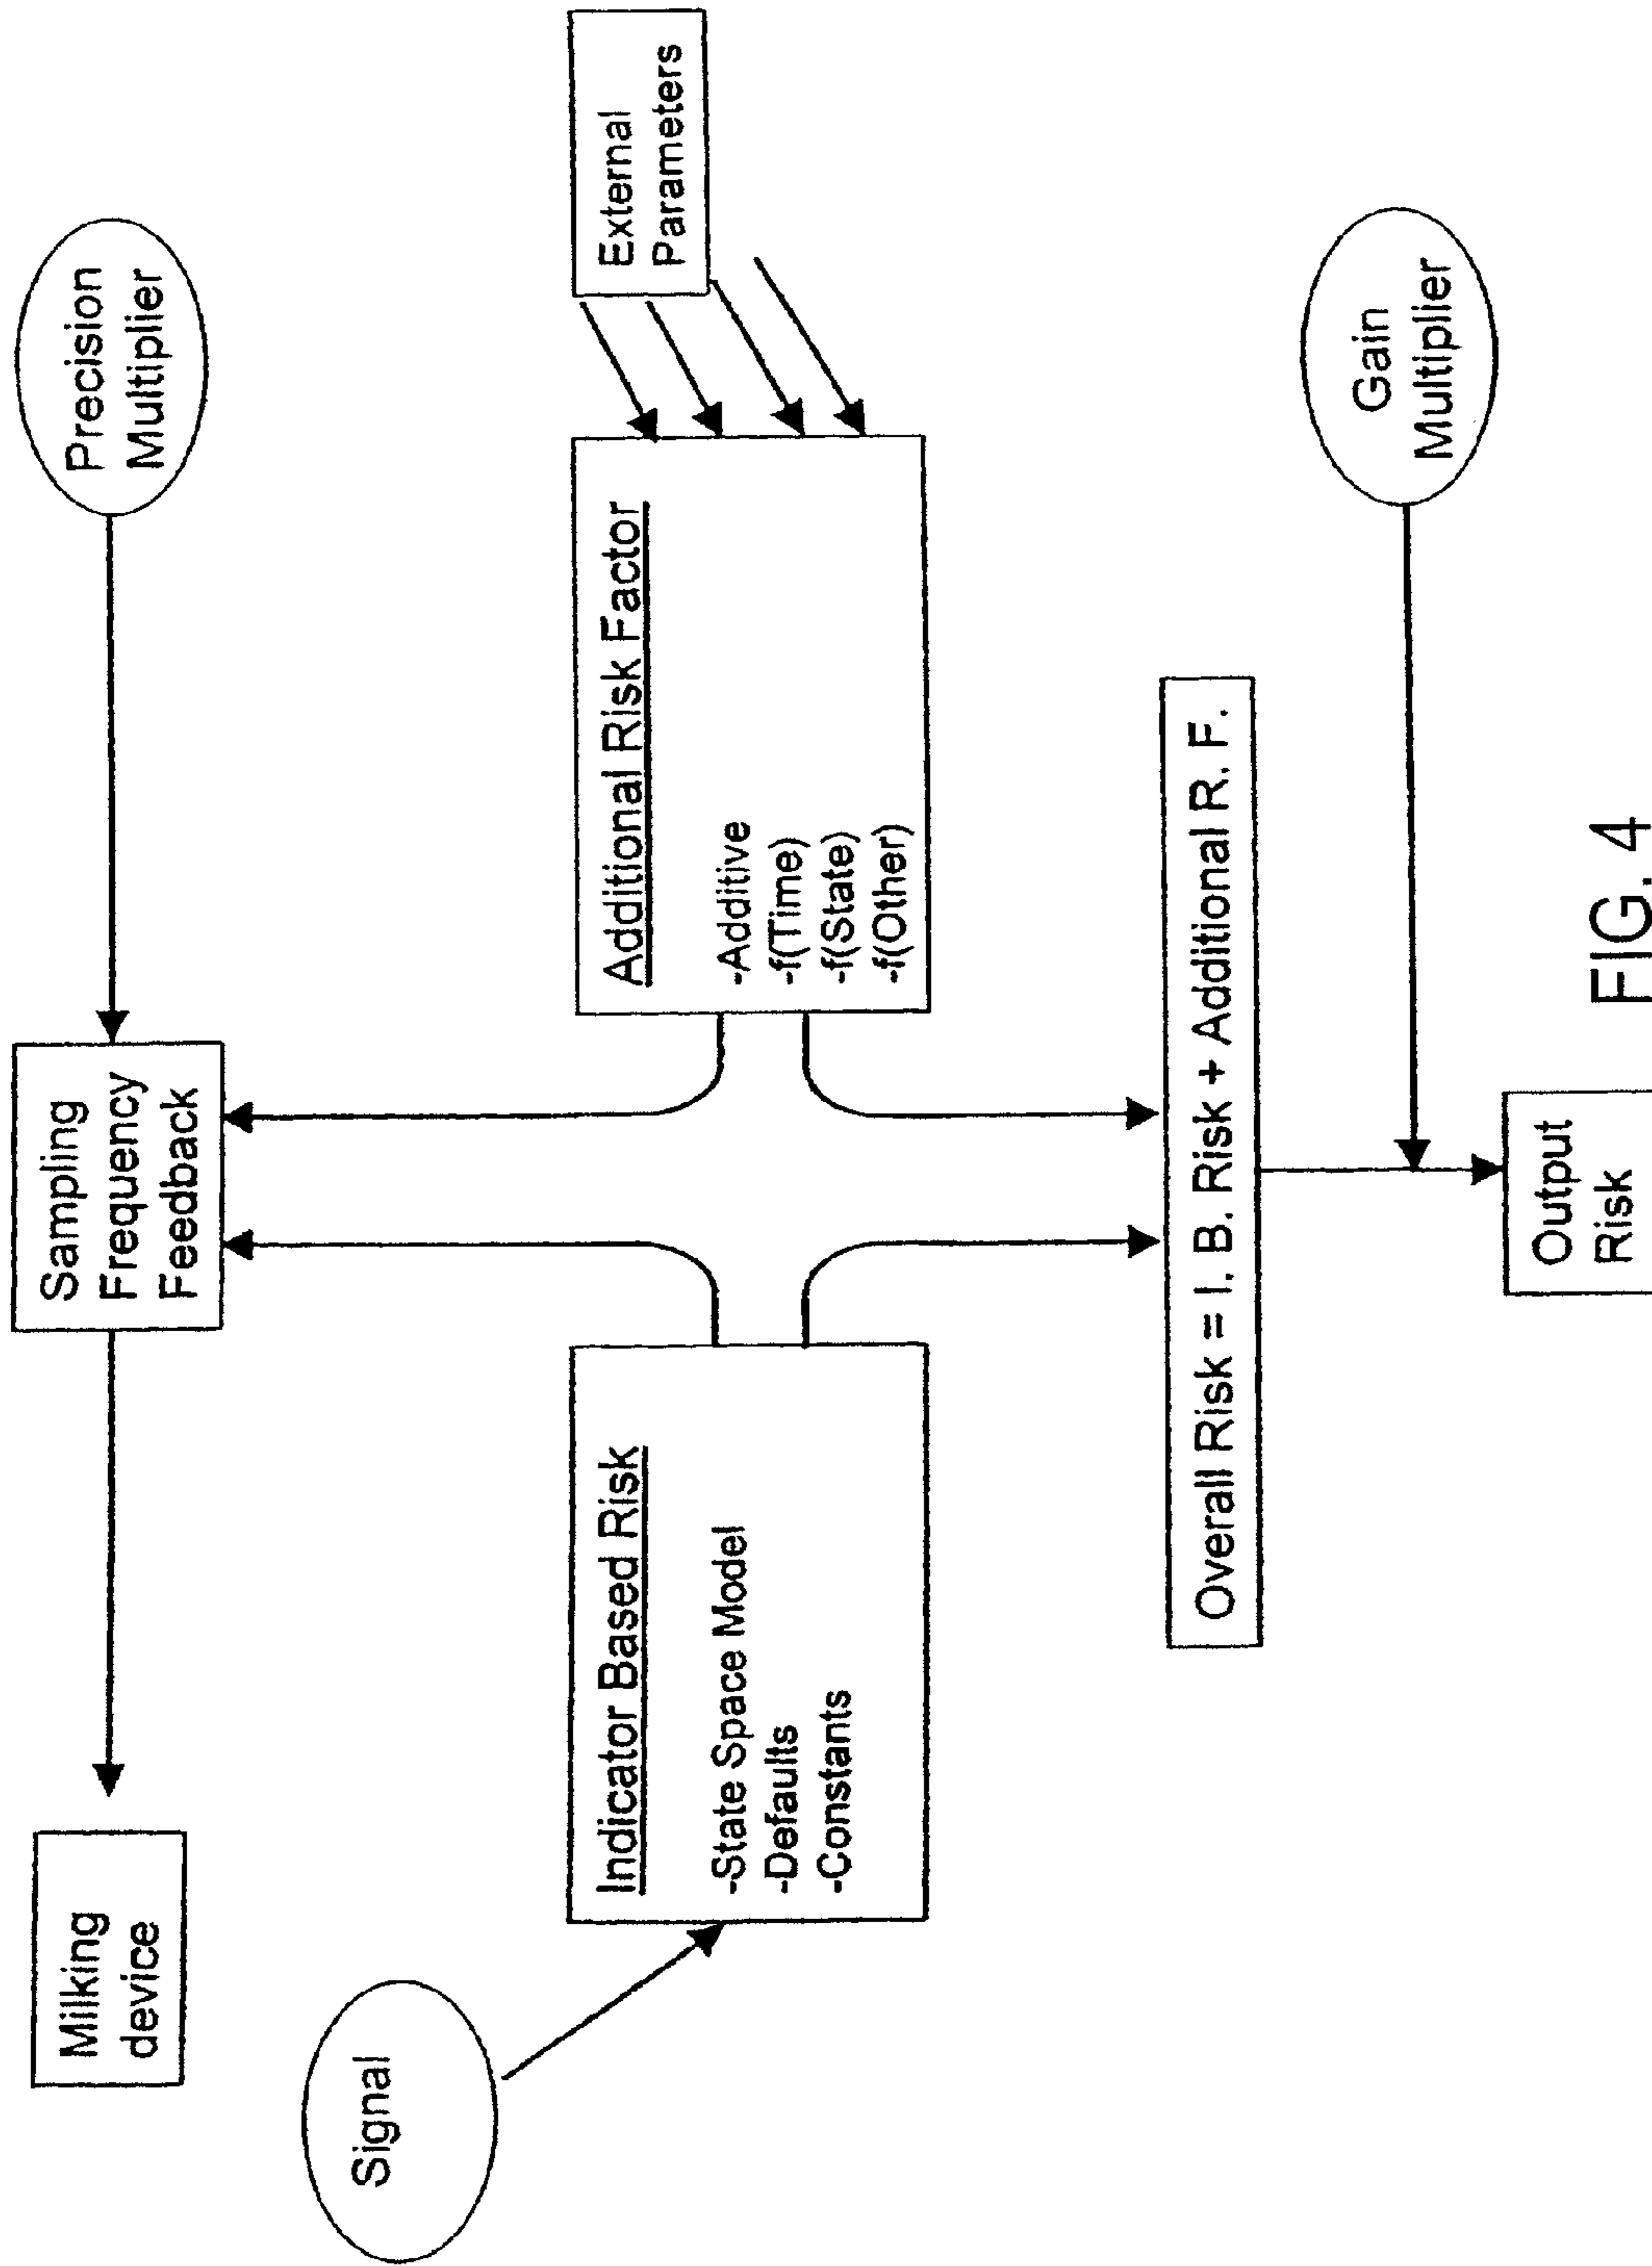 Milking
device
Sampling
Frequency
Feedback
Precision
Multiplier
Signal
Indicator Based Risk
-State Space Model
-Defaults
-Constants
Additional Risk Factor
-Additive
-f(Time)
-f(State)
-f(Other)
External
Parameters
Overall Risk = I. B. Risk + Additional R. F.
Gain
Multiplier
Output
Risk
FIG. 4